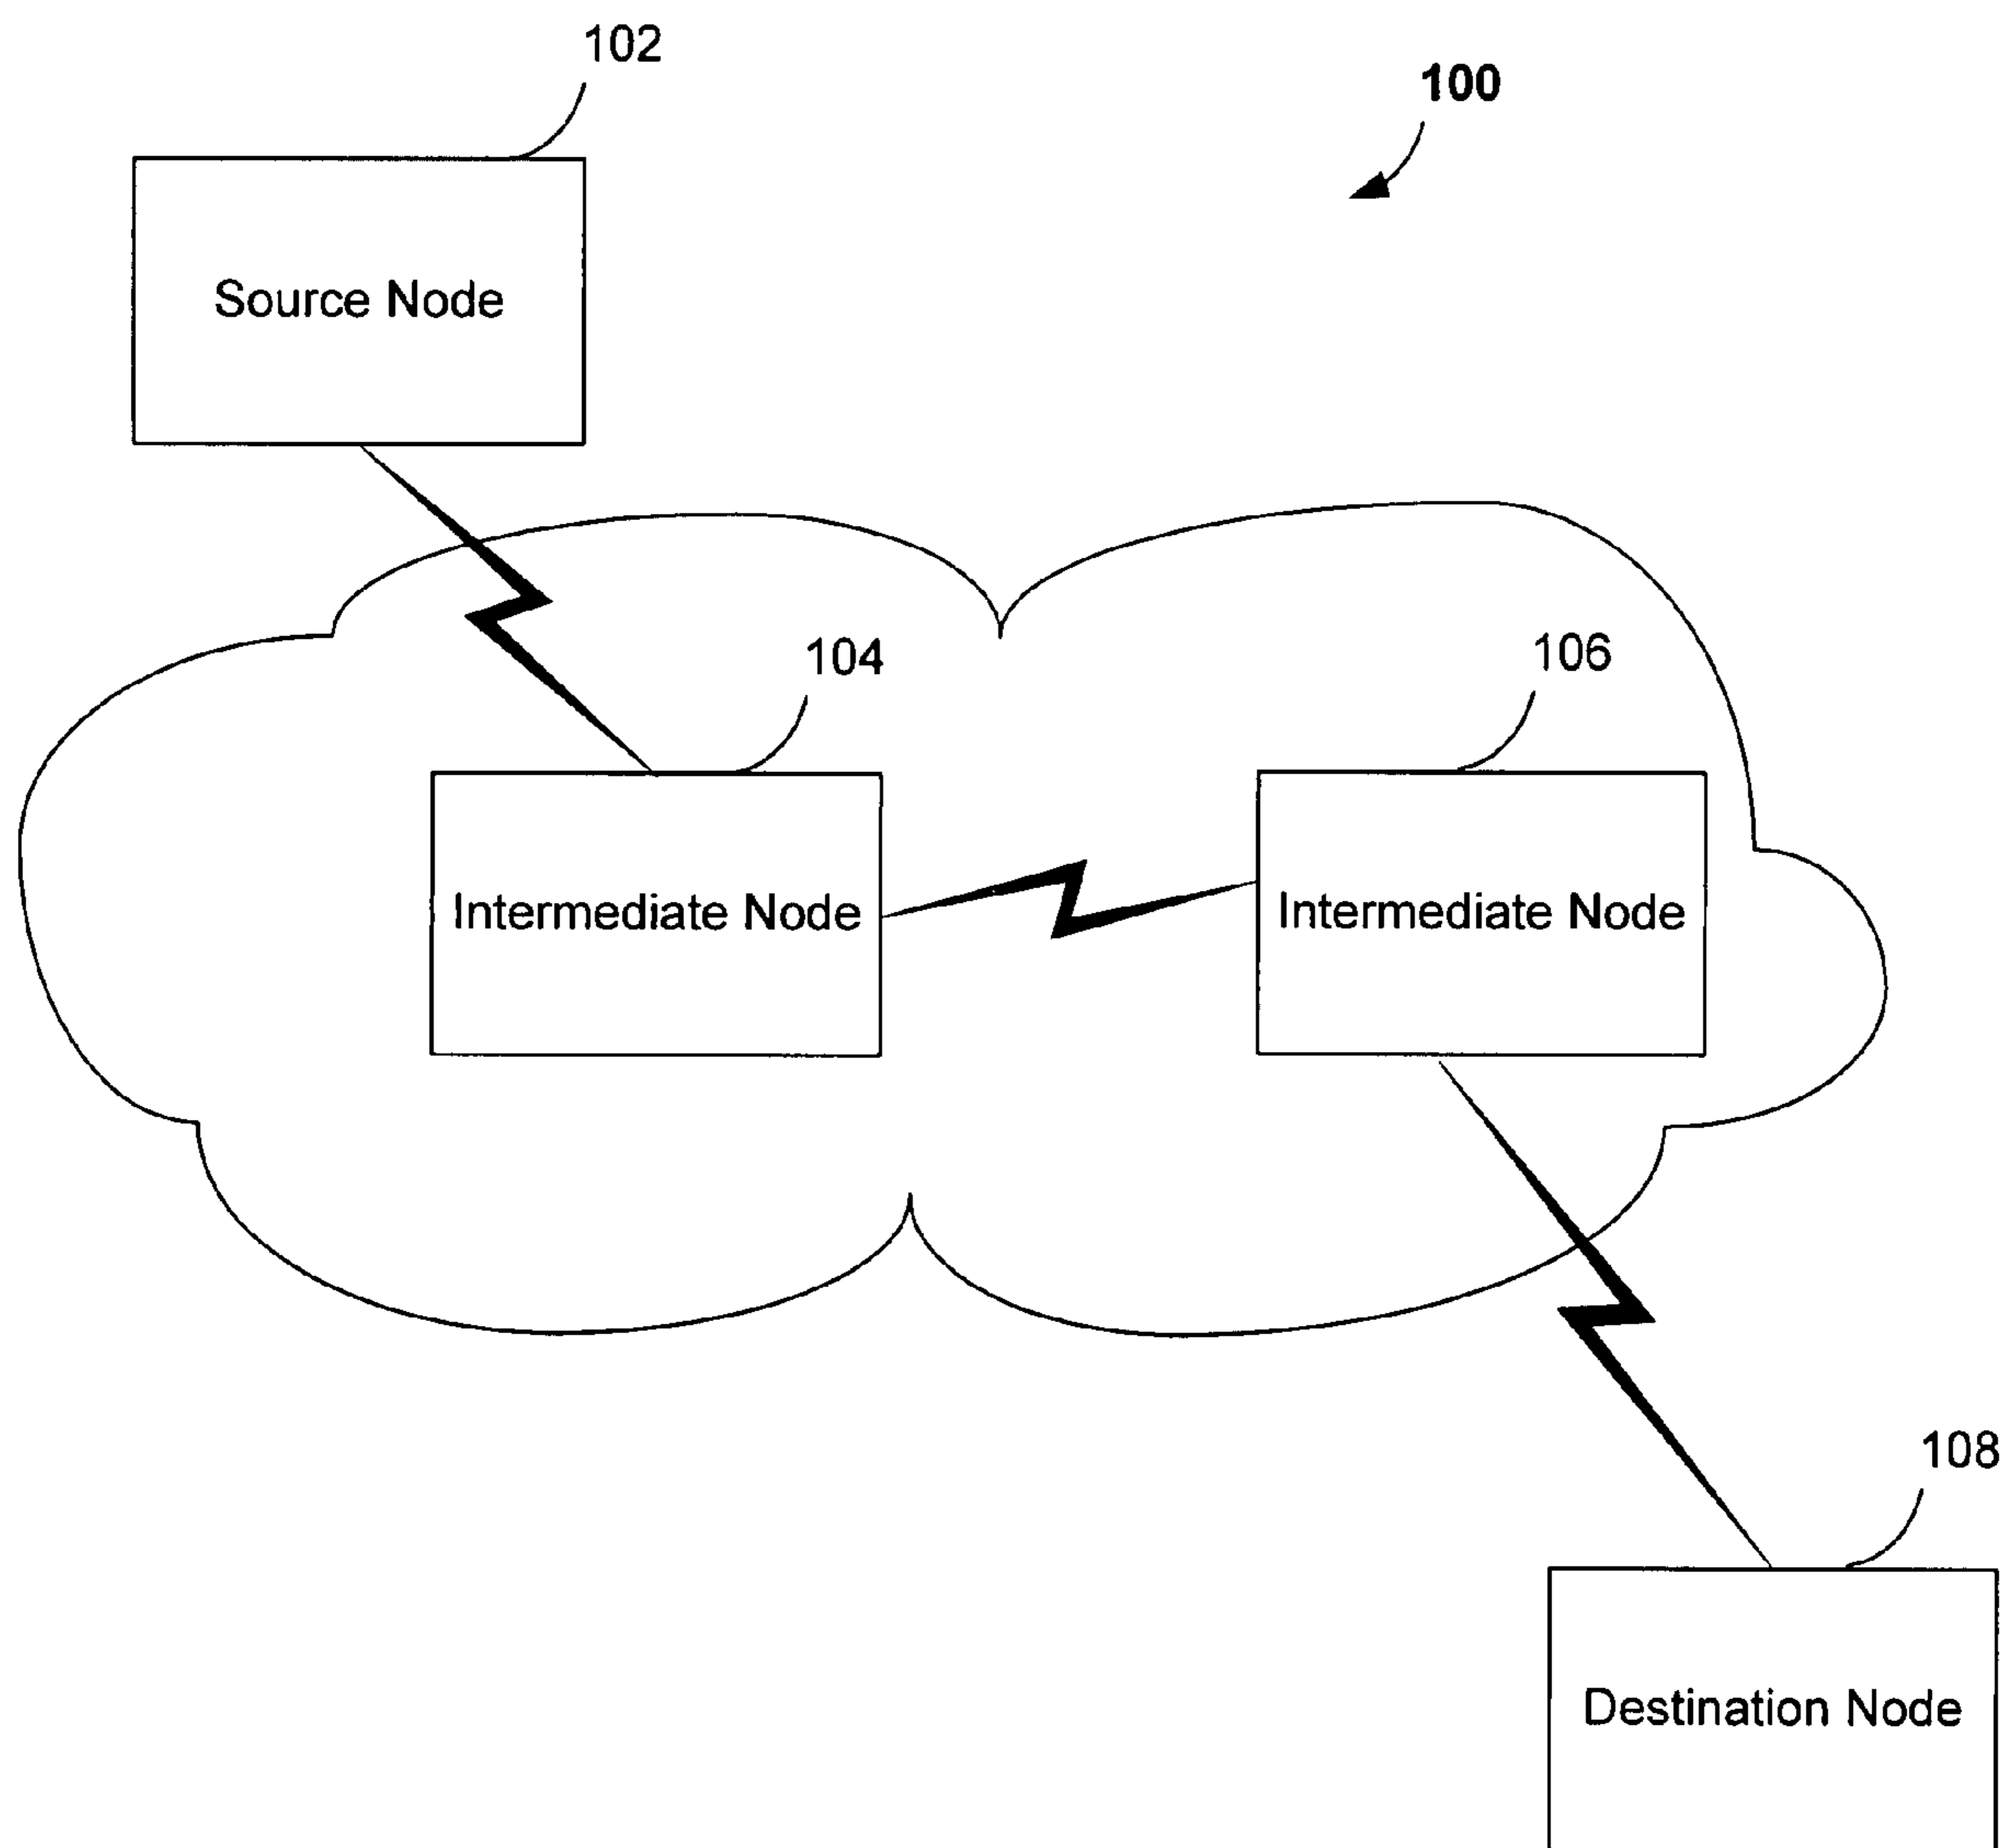 102
100
Source Node
104
106
Intermediate Node
Intermediate Node
108
Destination Node